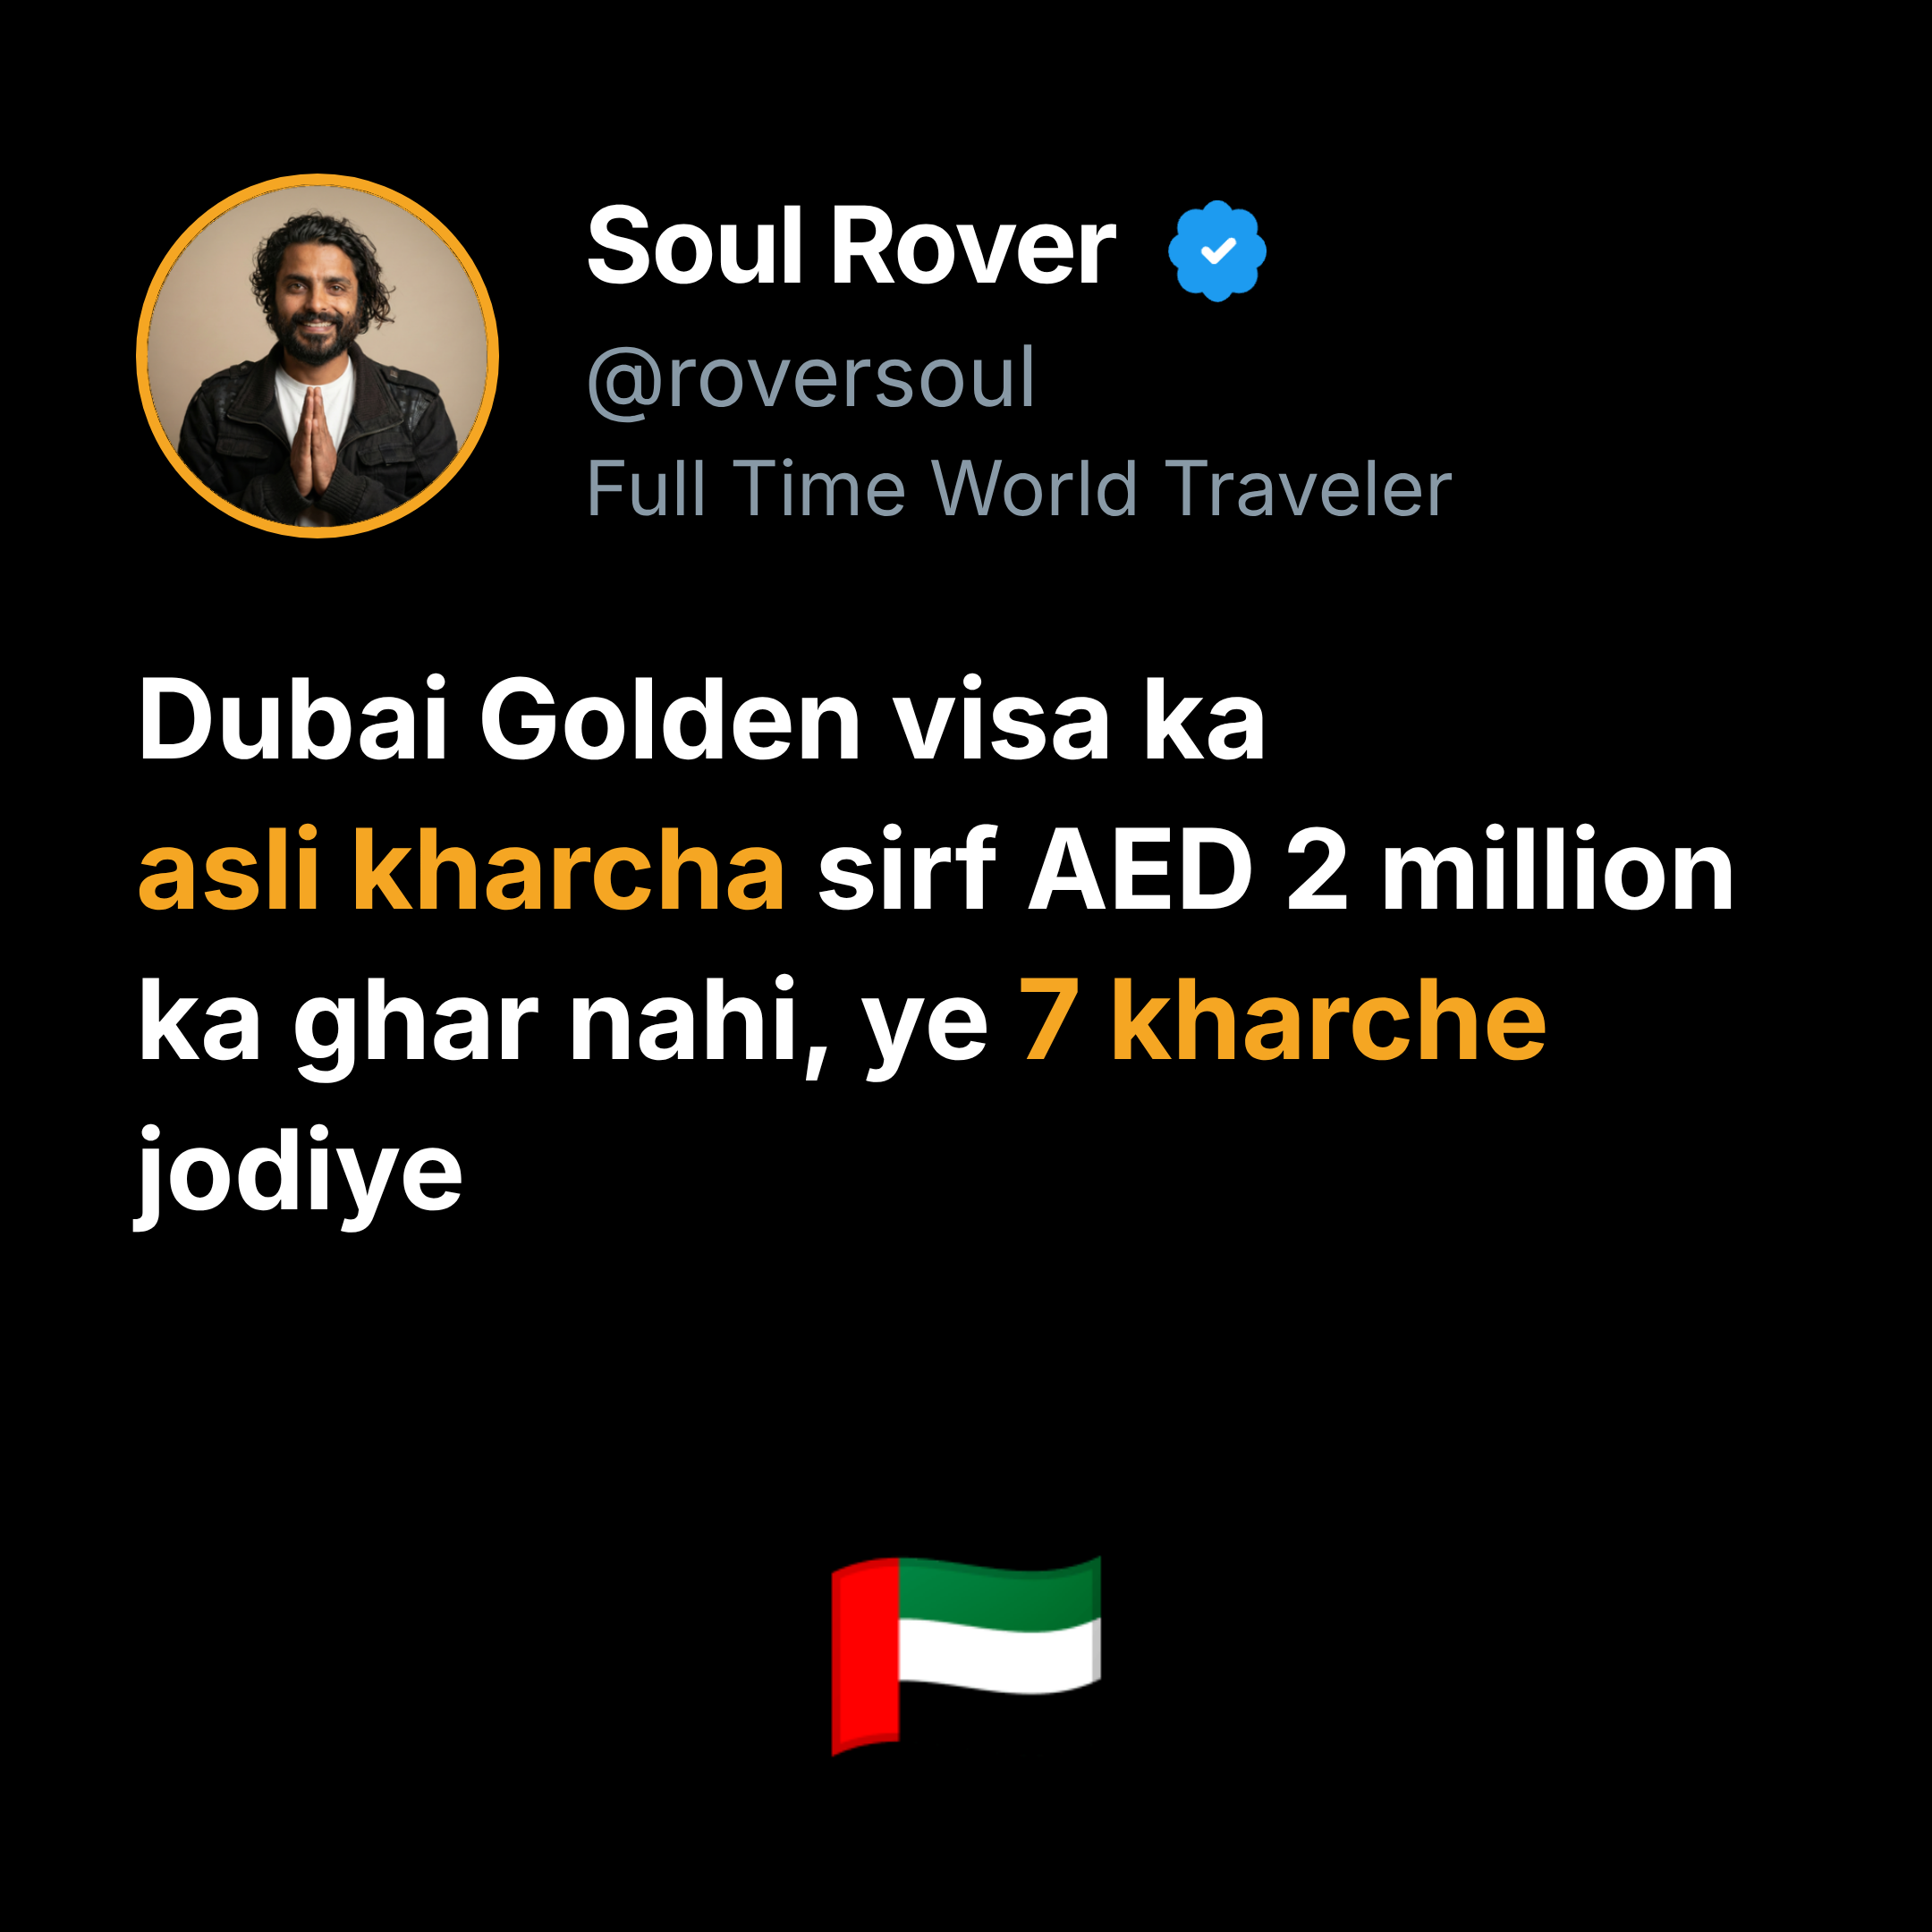 Soul Rover
@roversoul
Full Time World Traveler
Dubai Golden visa ka
asli kharcha sirf AED 2 million
ka ghar nahi, ye 7 kharche
jodiye